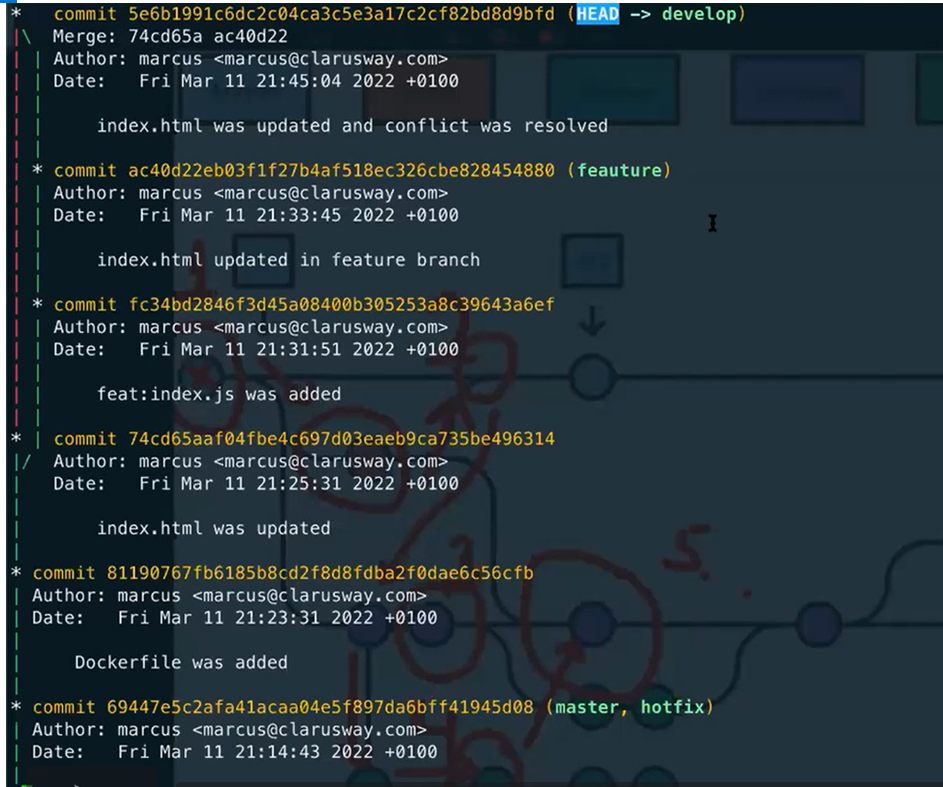 * commit 5e6b1991c6dc2c04ca3c5e3a17c2cf82bd8d9bfd (HEAD -> develop)
|\ Merge: 74cd65a ac40d22
| | Author: marcus <marcus@clarusway.com>
| | Date: Fri Mar 11 21:45:04 2022 +0100
| | index.html was updated and conflict was resolved
| * commit ac40d22eb03f1f27b4af518ec326cbe828454880 (feauture)
| | Author: marcus <marcus@clarusway.com>
| | Date: Fri Mar 11 21:33:45 2022 +0100
| | index.html updated in feature branch
| * commit fc34bd2846f3d45a08400b305253a8c39643a6ef
| | Author: marcus <marcus@clarusway.com>
| | Date: Fri Mar 11 21:31:51 2022 +0100
| | feat:index.js was added
* | commit 74cd65aaf04fbe4c697d03eaeb9ca735be496314
|/ Author: marcus <marcus@clarusway.com>
| Date: Fri Mar 11 21:25:31 2022 +0100
| index.html was updated
* commit 81190767fb6185b8cd2f8d8fdba2f0dae6c56cfb
| Author: marcus <marcus@clarusway.com>
| Date: Fri Mar 11 21:23:31 2022 +0100
| Dockerfile was added
* commit 69447e5c2afa41acaa04e5f897da6bff41945d08 (master, hotfix)
| Author: marcus <marcus@clarusway.com>
| Date: Fri Mar 11 21:14:43 2022 +0100